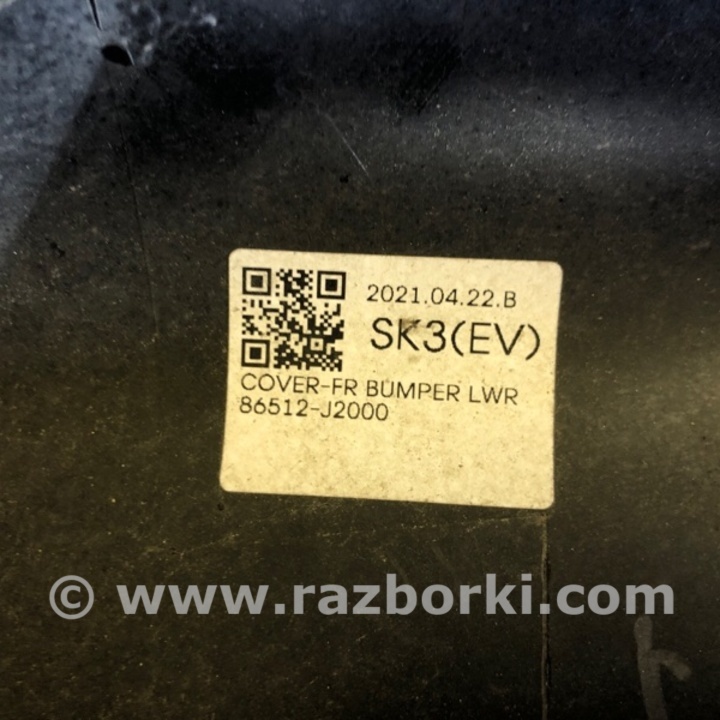 2021.04.22.B
SK3(EV)
COVER-FR BUMPER LWR
86512-J2000
© www.razborki.com